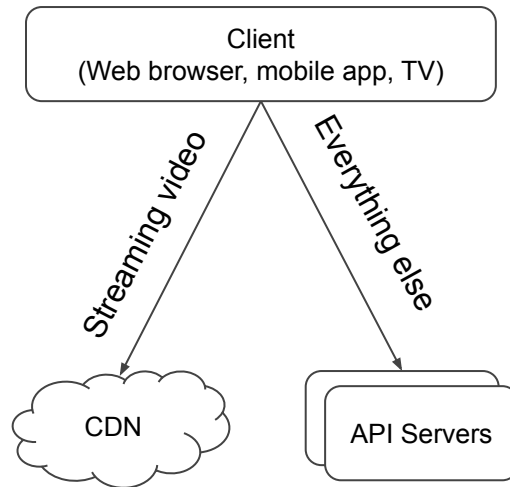 Client
(Web browser, mobile app, TV)
Streaming video
Everything else
CDN
API Servers